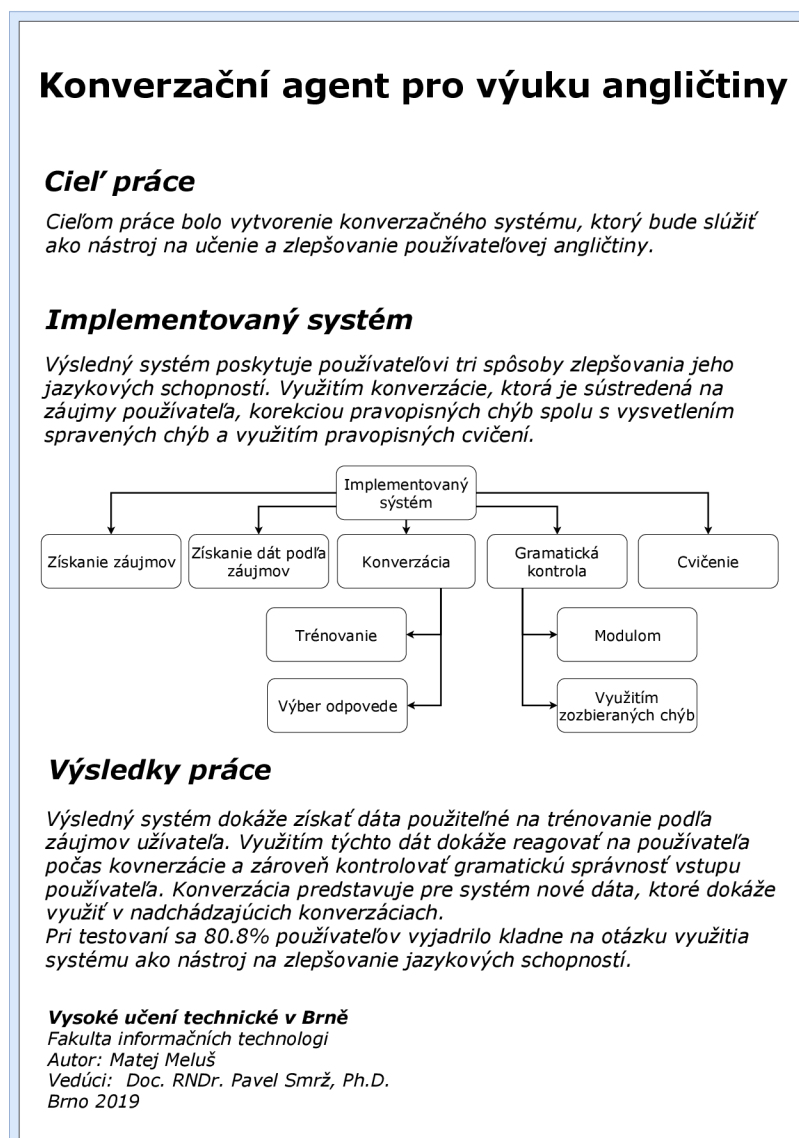 Konverzační agent pro výuku angličtiny
Cieľ práce
Cieľom práce bolo vytvorenie konverzačného systému, ktorý bude slúžiť
ako nástroj na učenie a zlepšovanie používateľovej angličtiny.
Implementovaný systém
Výsledný systém poskytuje používateľovi tri spôsoby zlepšovania jeho
jazykových schopností. Využitím konverzácie, ktorá je sústredená na
záujmy používateľa, korekciou pravopisných chýb spolu s vysvetlením
spravených chýb a využitím pravopisných cvičení.
Implementovaný
sýstém
Získanie záujmov
Získanie dát podľa
záujmov
Konverzácia
Gramatická
kontrola
Cvičenie
Trénovanie
Modulom
Výber odpovede
Využitím
zozbieraných chýb
Výsledky práce
Výsledný systém dokáže získať dáta použiteľné na trénovanie podľa
záujmov užívateľa. Využitím týchto dát dokáže reagovať na používateľa
počas kovnerzácie a zároveň kontrolovať gramatickú správnosť vstupu
používateľa. Konverzácia predstavuje pre systém nové dáta, ktoré dokáže
využiť v nadchádzajúcich konverzáciach.
Pri testovaní sa 80.8% používateľov vyjadrilo kladne na otázku využitia
systému ako nástroj na zlepšovanie jazykových schopností.
Vysoké učení technické v Brně
Fakulta informačních technologi
Autor: Matej Meluš
Vedúci:  Doc. RNDr. Pavel Smrž, Ph.D.
Brno 2019